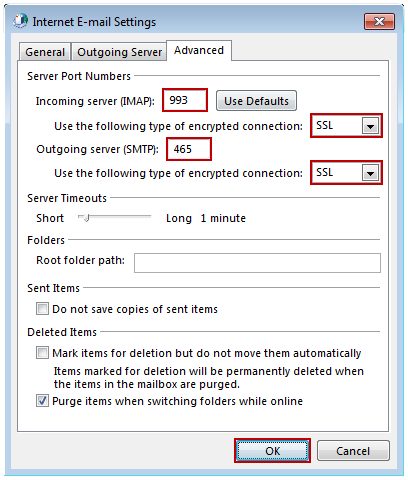 Internet E-mail Settings
General Outgoing Server Advanced
Server Port Numbers
Incoming server (IMAP): 993 Use Defaults
Use the following type of encrypted connection: SSL
Outgoing server (SMTP): 465
Use the following type of encrypted connection: SSL
Server Timeouts
Short Long 1 minute
Folders
Root folder path:
Sent Items
Do not save copies of sent items
Deleted Items
Mark items for deletion but do not move them automatically
Items marked for deletion will be permanently deleted when
the items in the mailbox are purged.
Purge items when switching folders while online
OK Cancel